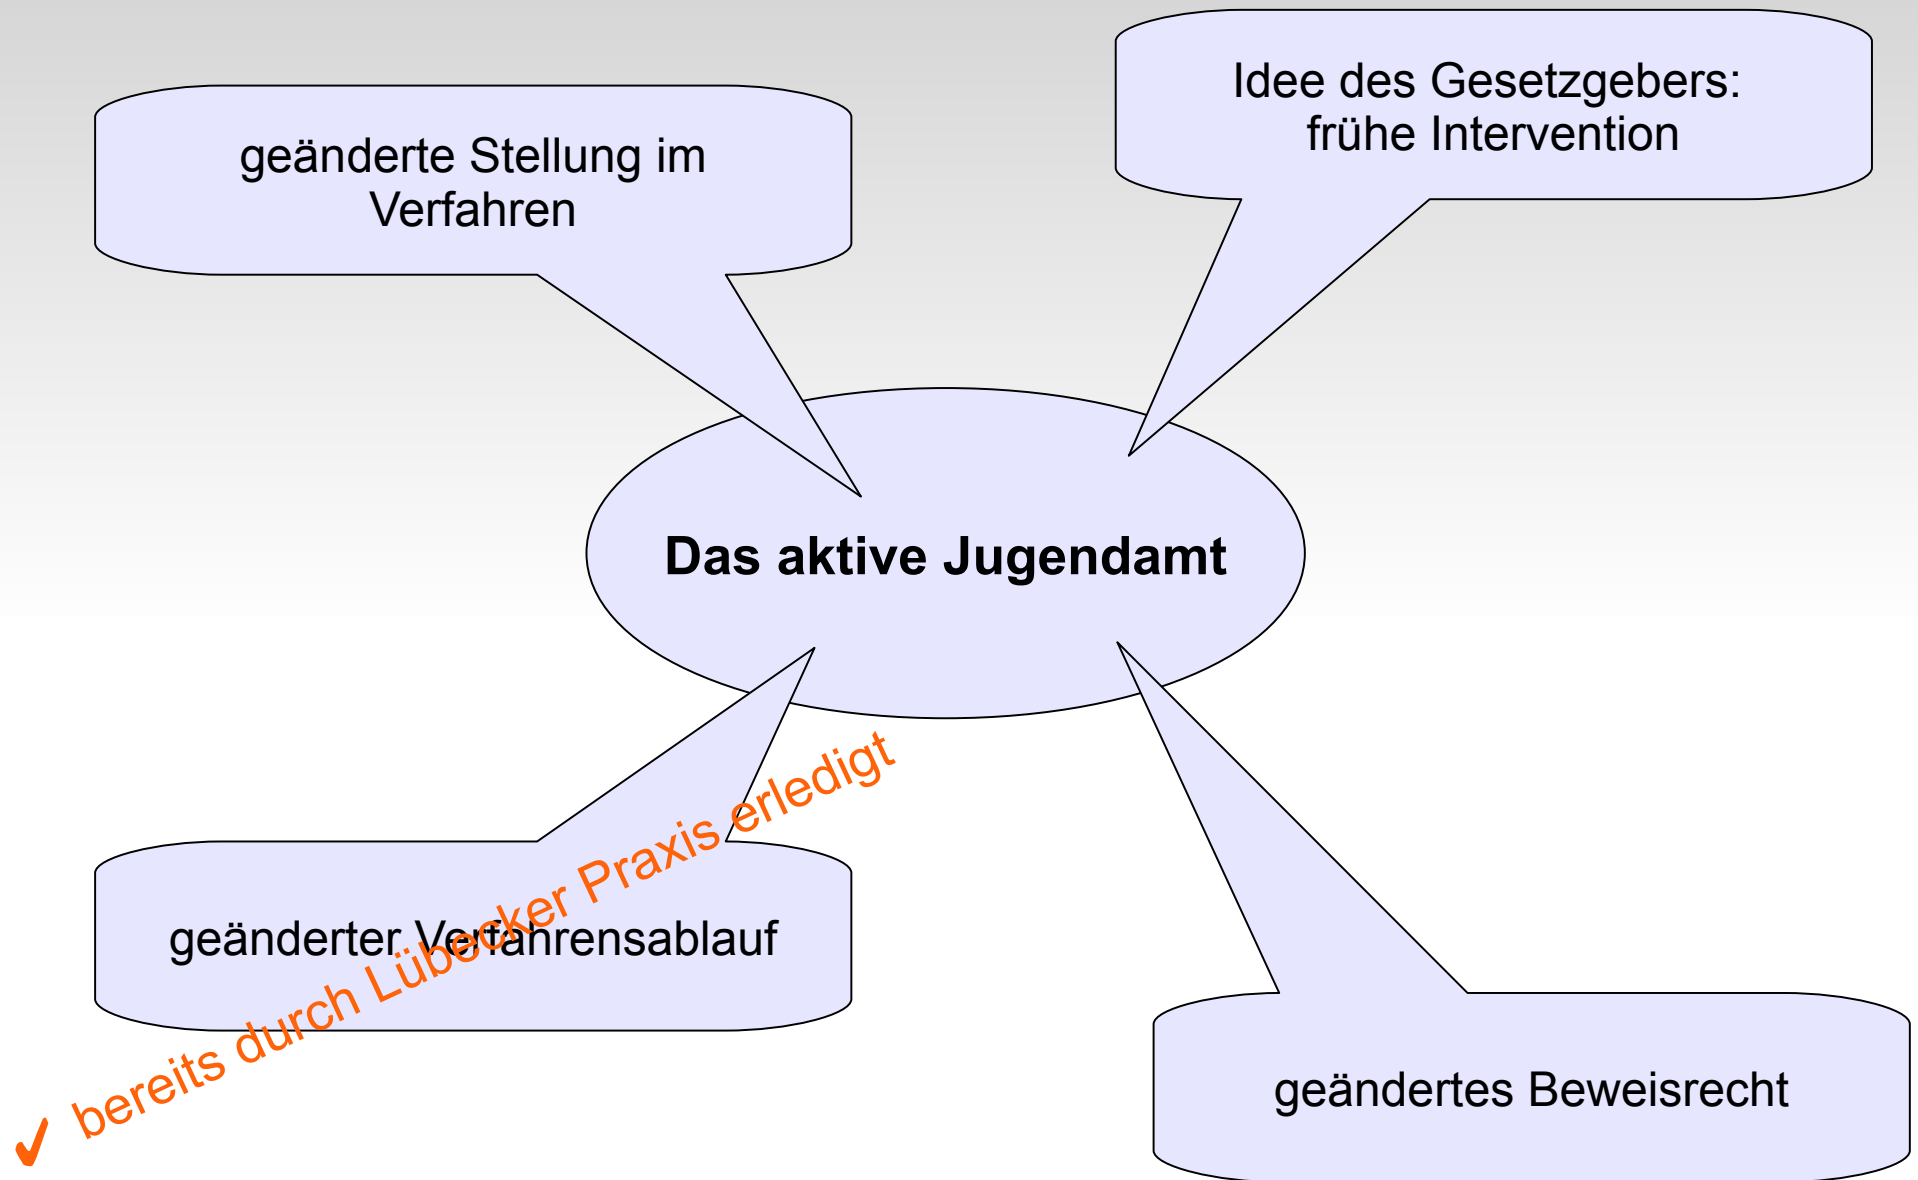 geänderte Stellung im
Verfahren
Idee des Gesetzgebers:
frühe Intervention
Das aktive Jugendamt
geänderter Verfahrensablauf
✔ bereits durch Lübecker Praxis erledigt
geändertes Beweisrecht